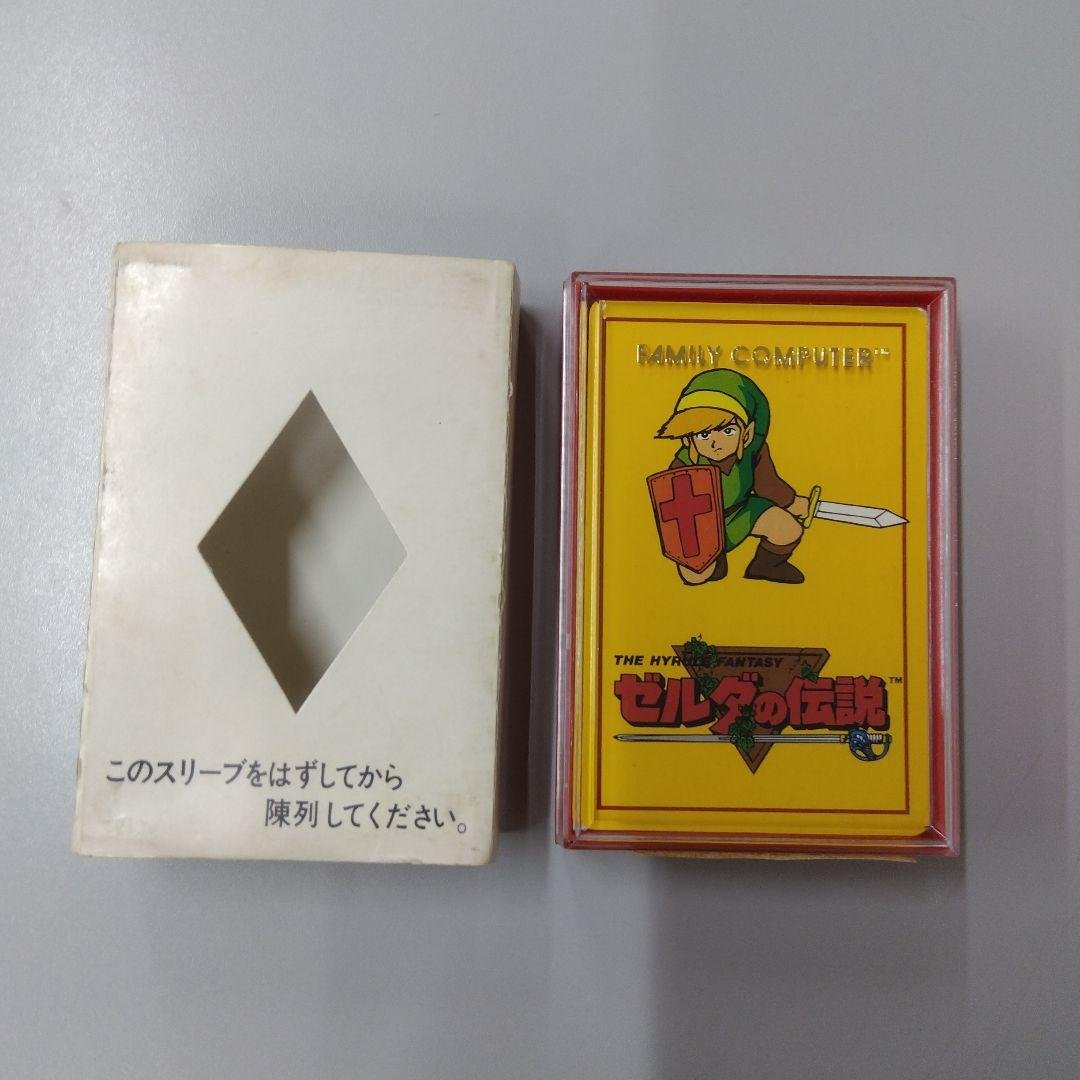 このスリーブをはずしてから
陳列してください。
FAMILY COMPUTER™
THE HYRULE FANTASY
ゼルダの伝説™